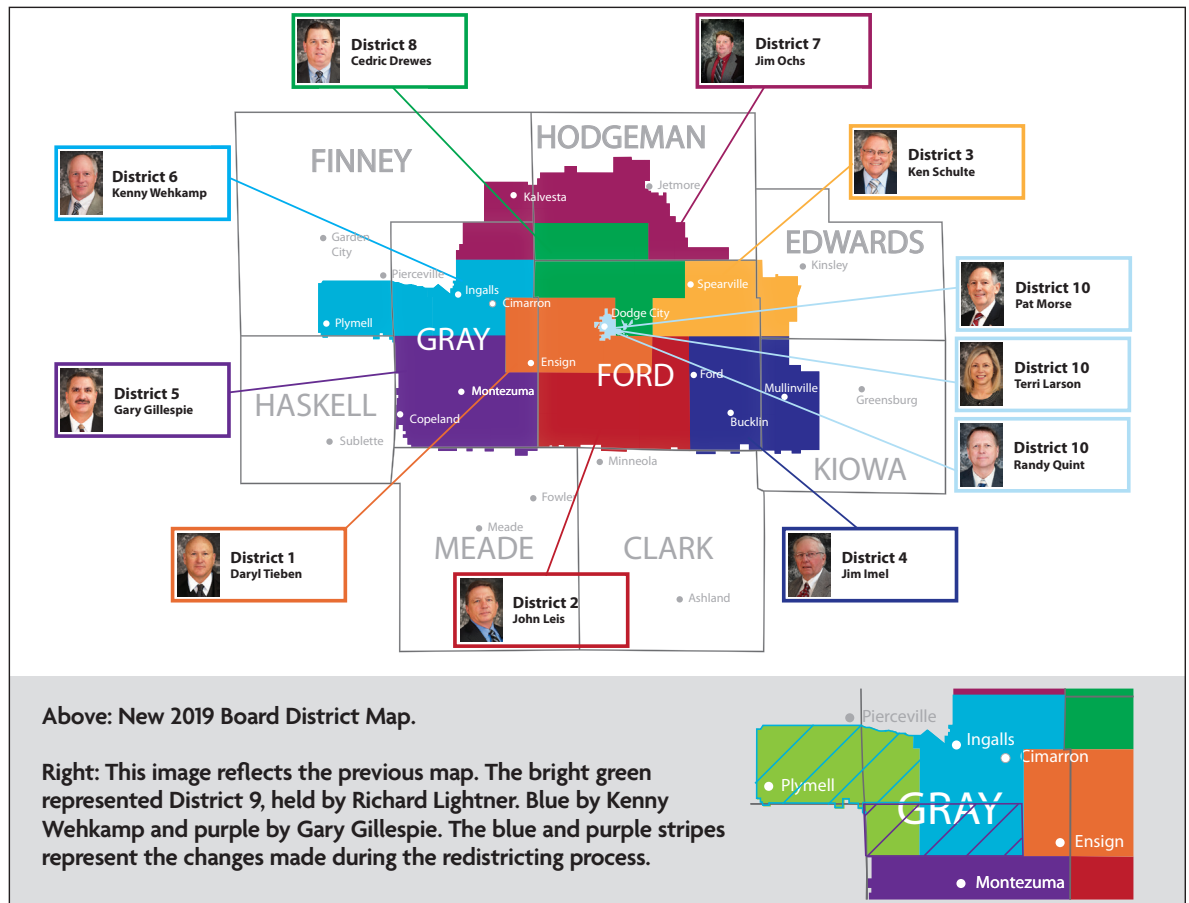 District 8
Cedric Drewes
District 7
Jim Ochs
District 6
Kenny Wehkamp
District 3
Ken Schulte
FINNEY
HODGEMAN
Jetmore
Kalvesta
EDWARDS
Kinsley
Garden
City
Pierceville
Ingalls
Cimarron
Spearville
Plymell
Dodge City
GRAY
Ensign
FORD
Ford
Mullinville
Montezuma
Copeland
Bucklin
HASKELL
Sublette
Greensburg
Minneola
KIOWA
Fowle
Meade
MEADE
CLARK
Ashland
District 10
Pat Morse
District 10
Terri Larson
District 10
Randy Quint
District 5
Gary Gillespie
District 1
Daryl Tieben
District 2
John Leis
District 4
Jim Imel
Above: New 2019 Board District Map.
Right: This image reflects the previous map. The bright green
represented District 9, held by Richard Lightner. Blue by Kenny
Wehkamp and purple by Gary Gillespie. The blue and purple stripes
represent the changes made during the redistricting process.
Pierceville
Ingalls
Cimarron
Plymell
GRAY
Ensign
Montezuma